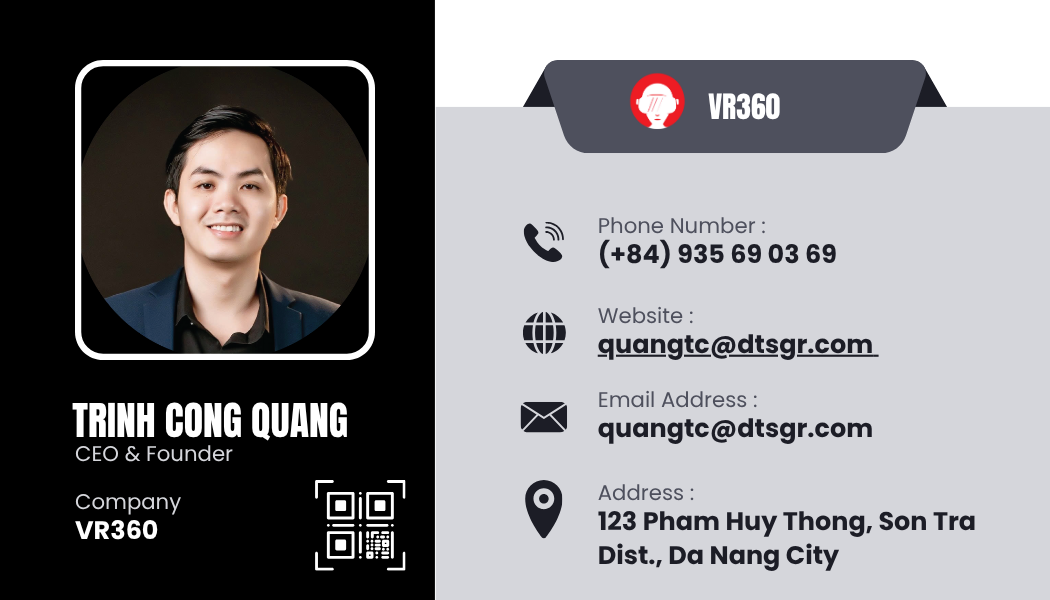 TRINH CONG QUANG
CEO & Founder
Company
VR360
VR360
Phone Number :
(+84) 935 69 03 69
Website :
quangtc@dtsgr.com
Email Address :
quangtc@dtsgr.com
Address :
123 Pham Huy Thong, Son Tra
Dist., Da Nang City